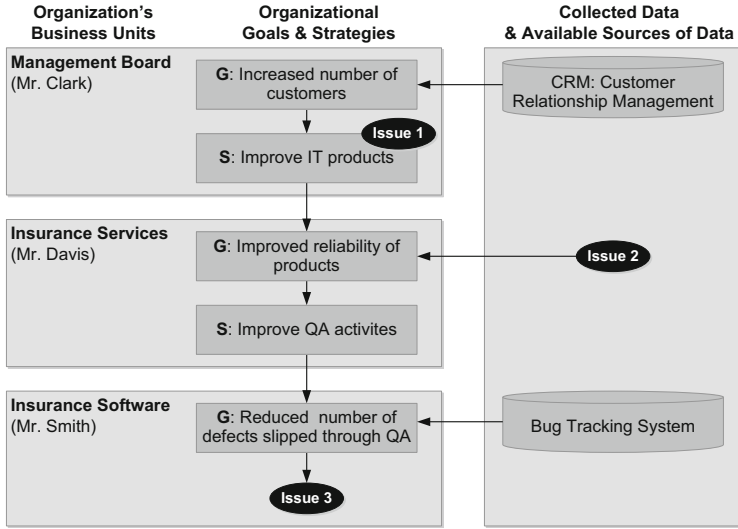 Organization's
Business Units
Organizational
Goals & Strategies
Collected Data
& Available Sources of Data
Management Board
(Mr. Clark)
G: Increased number of
customers
CRM: Customer
Relationship Management
Issue 1
S: Improve IT products
Insurance Services
(Mr. Davis)
G: Improved reliability of
products
Issue 2
S: Improve QA activites
Insurance Software
(Mr. Smith)
G: Reduced number of
defects slipped through QA
Bug Tracking System
Issue 3